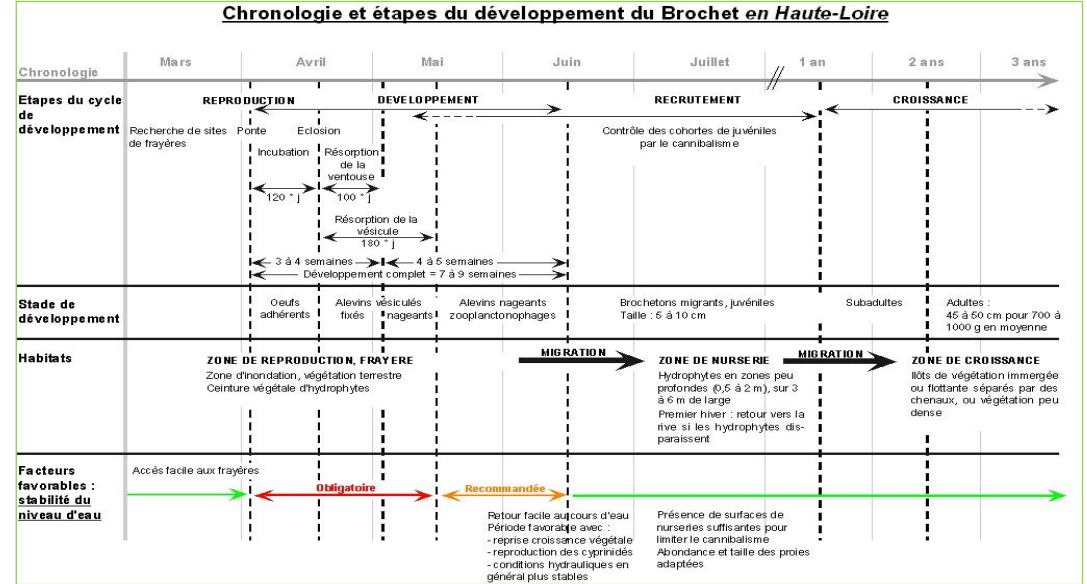 Chronologie et étapes du développement du Brochet en Haute-Loire
Chronologie
Mars
Avril
Mai
Juin
Juillet
1 an
2 ans
3 ans
Etapes du cycle
de
développement
REPRODUCTION
DEVELOPPEMENT
RECRUTEMENT
CROISSANCE
Recherche de sites
de frayères
Ponte
Eclosion
Contrôle des cohortes de juvéniles
par le cannibalisme
Incubation
Résorption
de la
ventouse
120 ° j
100 ° j
Résorption de la
vésicule
180 ° j
3 à 4 semaines
4 à 5 semaines
Développement complet = 7 à 9 semaines
Stade de
développement
Oeufs
adhérents
Alevins vésiculés
fixés
nageants
Alevins nageants
zooplanctonophages
Brochetons migrants, juvéniles
Taille : 5 à 10 cm
Subadultes
Adultes :
45 à 50 cm pour 700 à
1000 g en moyenne
Habitats
ZONE DE REPRODUCTION, FRAYERE
Zone d'inondation, végétation terrestre
Ceinture végétale d'hydrophytes
MIGRATION
ZONE DE NURSERIE
Hydrophytes en zones peu
profondes (0,5 à 2 m), sur 3
à 6 m de large
Premier hiver : retour vers la
rive si les hydrophytes dis-
paraissent
MIGRATION
ZONE DE CROISSANCE
Ilôts de végétation immergée
ou flottante séparés par des
chenaux, ou végétation peu
dense
Facteurs
favorables :
stabilité du
niveau d'eau
Accès facile aux frayères
Obligatoire
Recommandée
Retour facile au cours d'eau
Période favorable avec :
- reprise croissance végétale
- reproduction des cyprinidés
- conditions hydrauliques en
général plus stables
Présence de surfaces de
nurseries suffisantes pour
limiter le cannibalisme
Abondance et taille des proies
adaptées